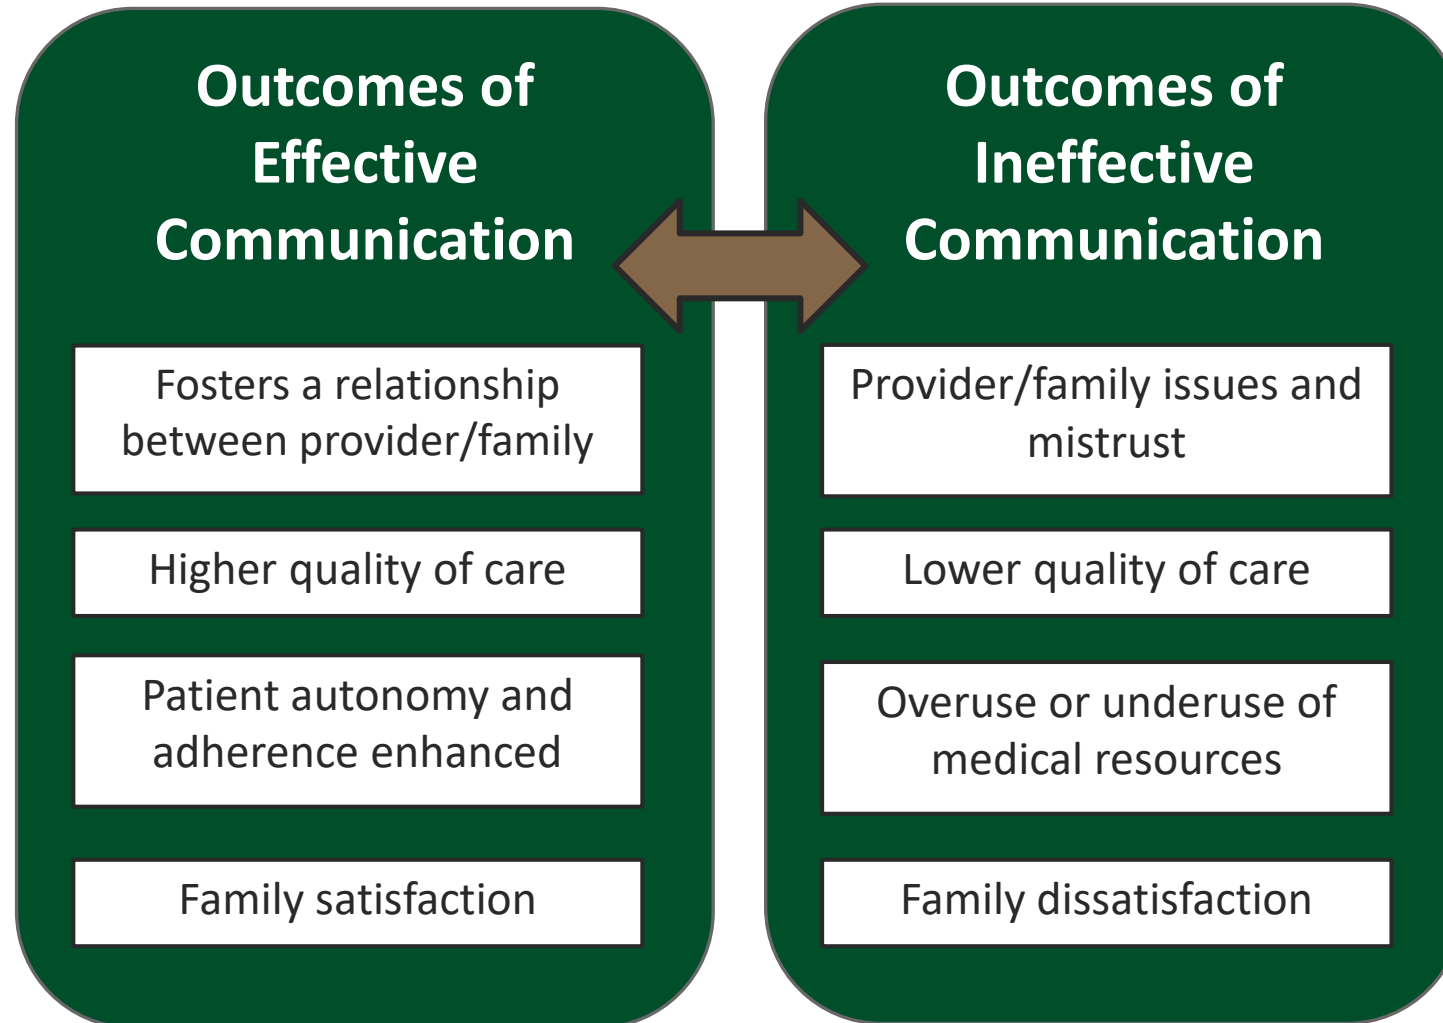 Outcomes of
Effective
Communication
Fosters a relationship
between provider/family
Higher quality of care
Patient autonomy and
adherence enhanced
Family satisfaction
Outcomes of
Ineffective
Communication
Provider/family issues and
mistrust
Lower quality of care
Overuse or underuse of
medical resources
Family dissatisfaction